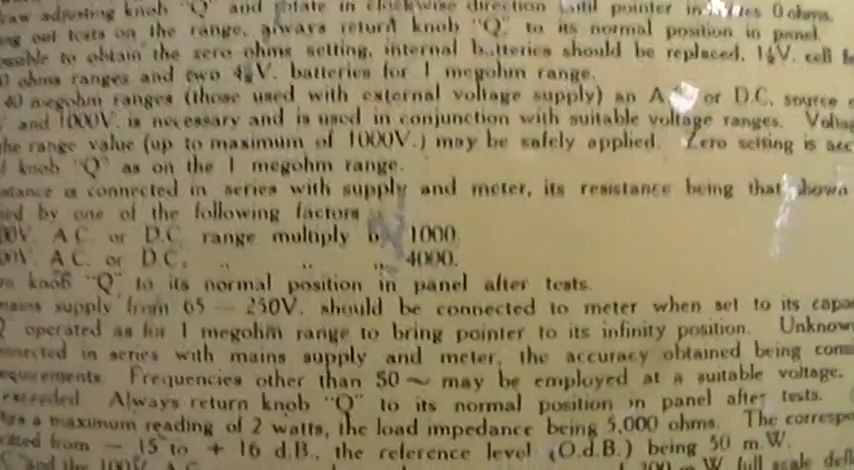 adjusting knob "Q" and rotate in clockwise direction until pointer indicates 0 ohms.
out tests on the range, always return knob "Q" to its normal position in panel.
to obtain the zero ohms setting, internal batteries should be replaced, 1½V. cell
ohms ranges and two 4½V. batteries for 1 megohm range.
40 megohm ranges (those used with external voltage supply) an A or D.C. source
and 1000V. is necessary and is used in conjunction with suitable voltage ranges.
range value (up to maximum of 1000V.) may be safely applied. Zero setting is
knob "Q" as on the 1 megohm range.
is connected in series with supply and meter, its resistance being that shown
by one of the following factors
A.C. or D.C. range multiply by 1000.
A.C. or D.C. „ „ „ 4000.
knob "Q" to its normal position in panel after tests.
mains supply from 65 — 250V. should be connected to meter when set to its
operated as for 1 megohm range to bring pointer to its infinity position. Unknown
in series with mains supply and meter, the accuracy obtained being
Frequencies other than 50 ~ may be employed at a suitable voltage.
exceeded. Always return knob "Q" to its normal position in panel after tests.
a maximum reading of 2 watts, the load impedance being 5,000 ohms. The
from — 15 to + 16 d.B., the reference level (O.d.B.) being 50 m.W.
and the 100V. A.C. W. full scale